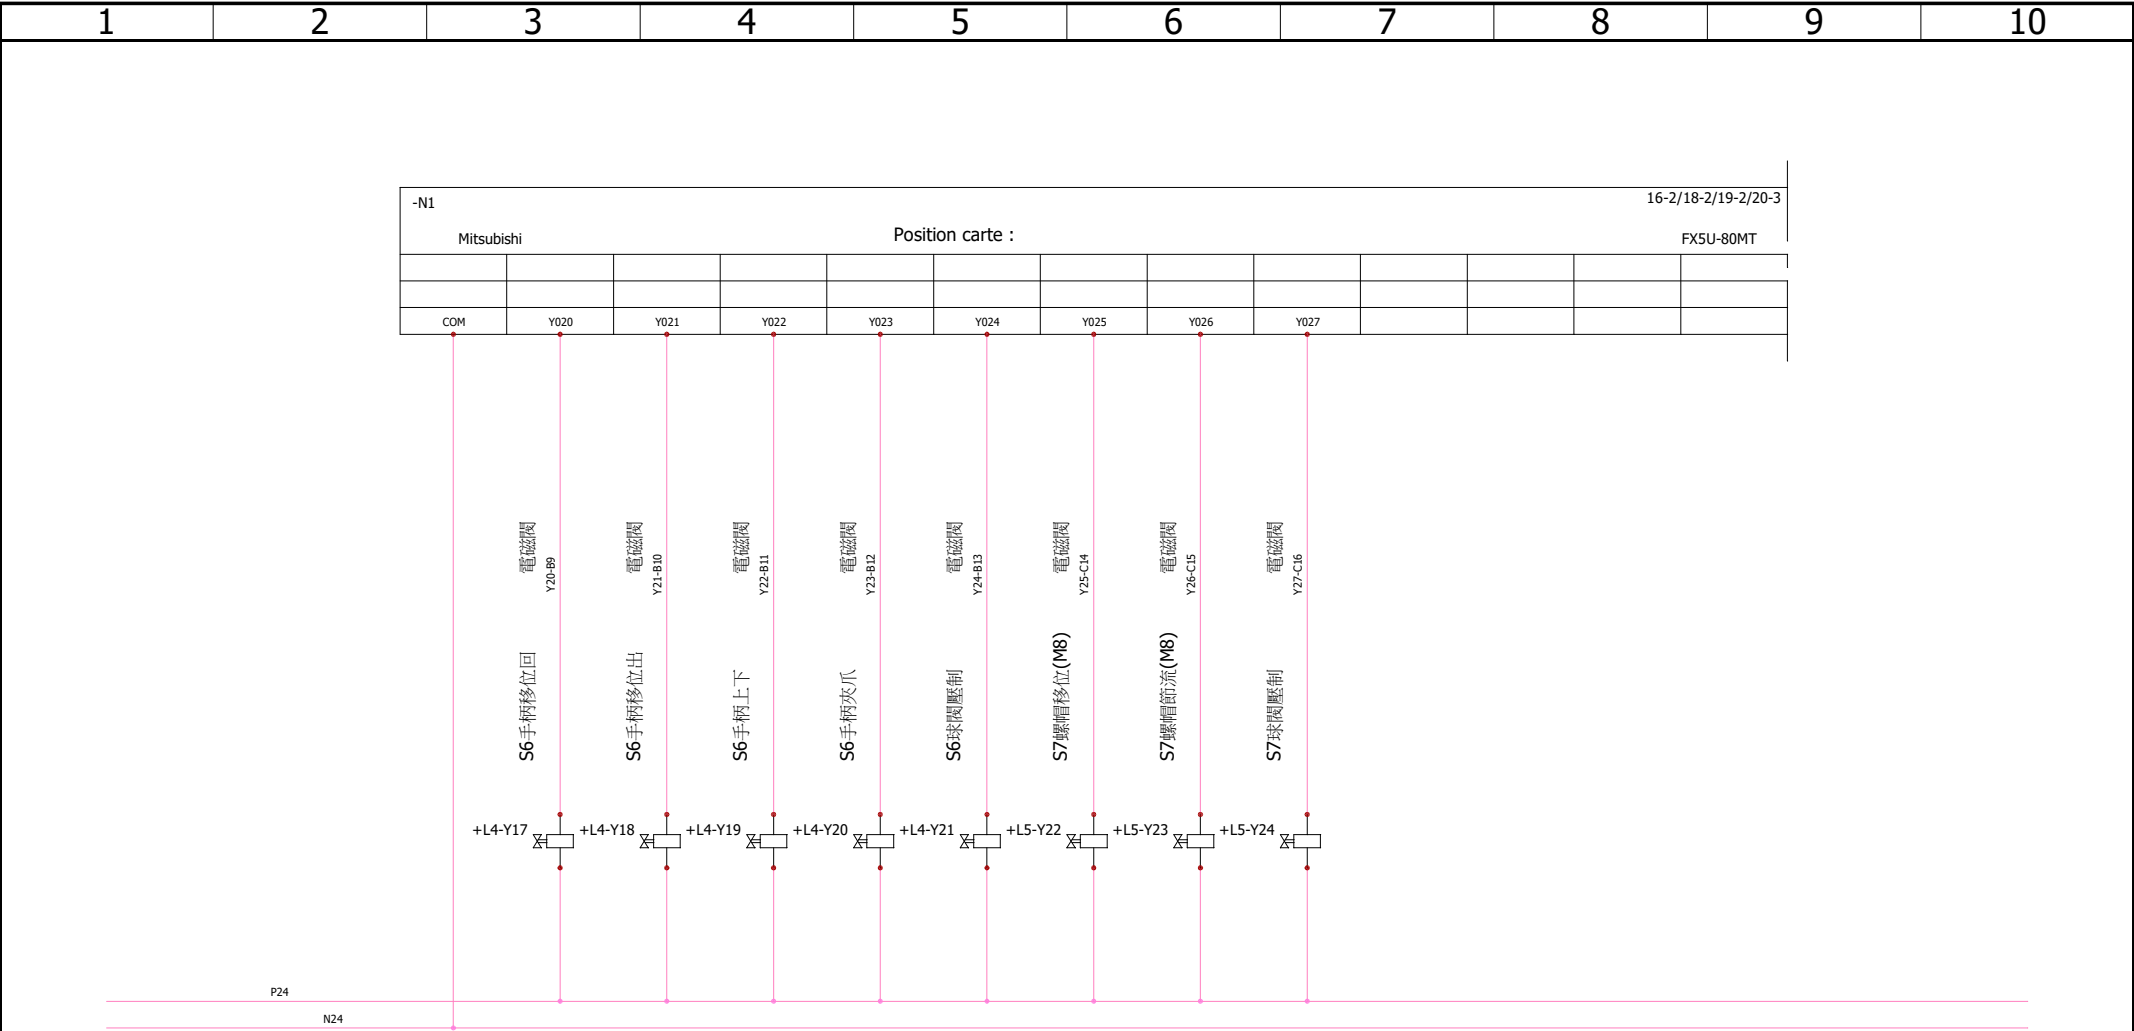 1 2 3 4 5 6 7 8 9 10
-N1 16-2/18-2/19-2/20-3
Mitsubishi Position carte : FX5U-80MT
COM Y020 Y021 Y022 Y023 Y024 Y025 Y026 Y027
電磁閥
Y20-B9
S6手柄移位回
電磁閥
Y21-B10
S6手柄移位出
電磁閥
Y22-B11
S6手柄上下
電磁閥
Y23-B12
S6手柄夾爪
電磁閥
Y24-B13
S6球閥壓制
電磁閥
Y25-C14
S7螺帽移位(M8)
電磁閥
Y26-C15
S7螺帽節流(M8)
電磁閥
Y27-C16
S7球閥壓制
+L4-Y17 +L4-Y18 +L4-Y19 +L4-Y20 +L4-Y21 +L5-Y22 +L5-Y23 +L5-Y24
P24
N24